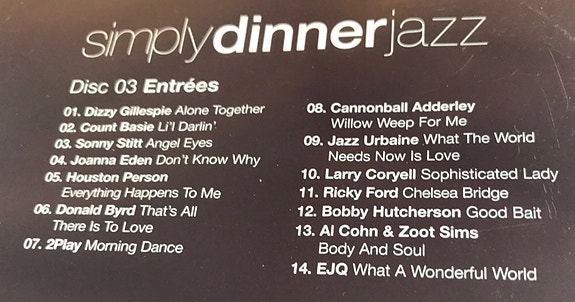 simplydinnerjazz
Disc 03 Entrées
01. Dizzy Gillespie Alone Together
02. Count Basie Li'l Darlin'
03. Sonny Stitt Angel Eyes
04. Joanna Eden Don't Know Why
05. Houston Person
Everything Happens To Me
06. Donald Byrd That's All
There Is To Love
07. 2Play Morning Dance
08. Cannonball Adderley
Willow Weep For Me
09. Jazz Urbaine What The World
Needs Now Is Love
10. Larry Coryell Sophisticated Lady
11. Ricky Ford Chelsea Bridge
12. Bobby Hutcherson Good Bait
13. Al Cohn & Zoot Sims
Body And Soul
14. EJQ What A Wonderful World